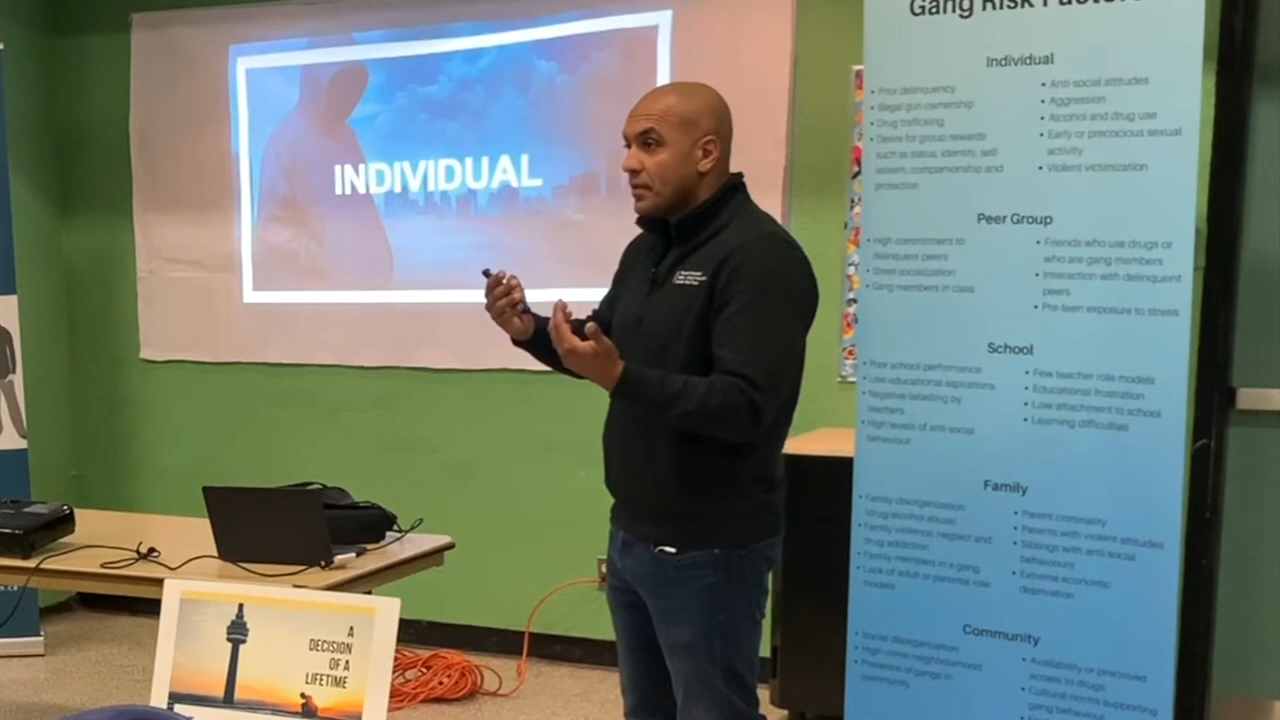 INDIVIDUAL
A
DECISION
OF A
LIFETIME
Gang Risk Factors
Individual
• Prior delinquency
• Illegal gun ownership
• Drug trafficking
• Desire for group rewards
such as status, identity, self-
esteem, companionship and
protection
• Anti-social attitudes
• Aggression
• Alcohol and drug use
• Early or precocious sexual
activity
• Violent victimization
Peer Group
• High commitment to
delinquent peers
• Street socialization
• Gang members in class
• Friends who use drugs or
who are gang members
• Interaction with delinquent
peers
• Pre-teen exposure to stress
School
• Poor school performance
• Low educational aspirations
• Negative labelling by
teachers
• High levels of anti-social
behaviour
• Few teacher role models
• Educational frustration
• Low attachment to school
• Learning difficulties
Family
• Family disorganization
(drug/alcohol abuse)
• Family violence, neglect and
drug addiction
• Family members in a gang
• Lack of adult or parental role
models
• Parent criminality
• Parents with violent attitudes
• Siblings with anti-social
behaviours
• Extreme economic
deprivation
Community
• Social disorganization
• High crime neighbourhood
• Presence of gangs in
community
• Availability or perceived
access to drugs
• Cultural norms supporting
gang behaviour